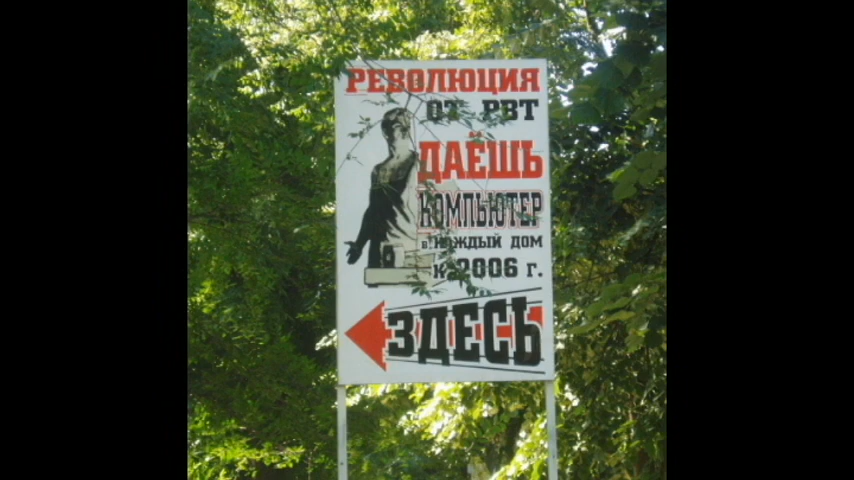 РЕВОЛЮЦИЯ
ОТ РВТ
ДАЁШЬ
КОМПЬЮТЕР
в КАЖДЫЙ ДОМ
К 2006 г.
ЗДЕСЬ